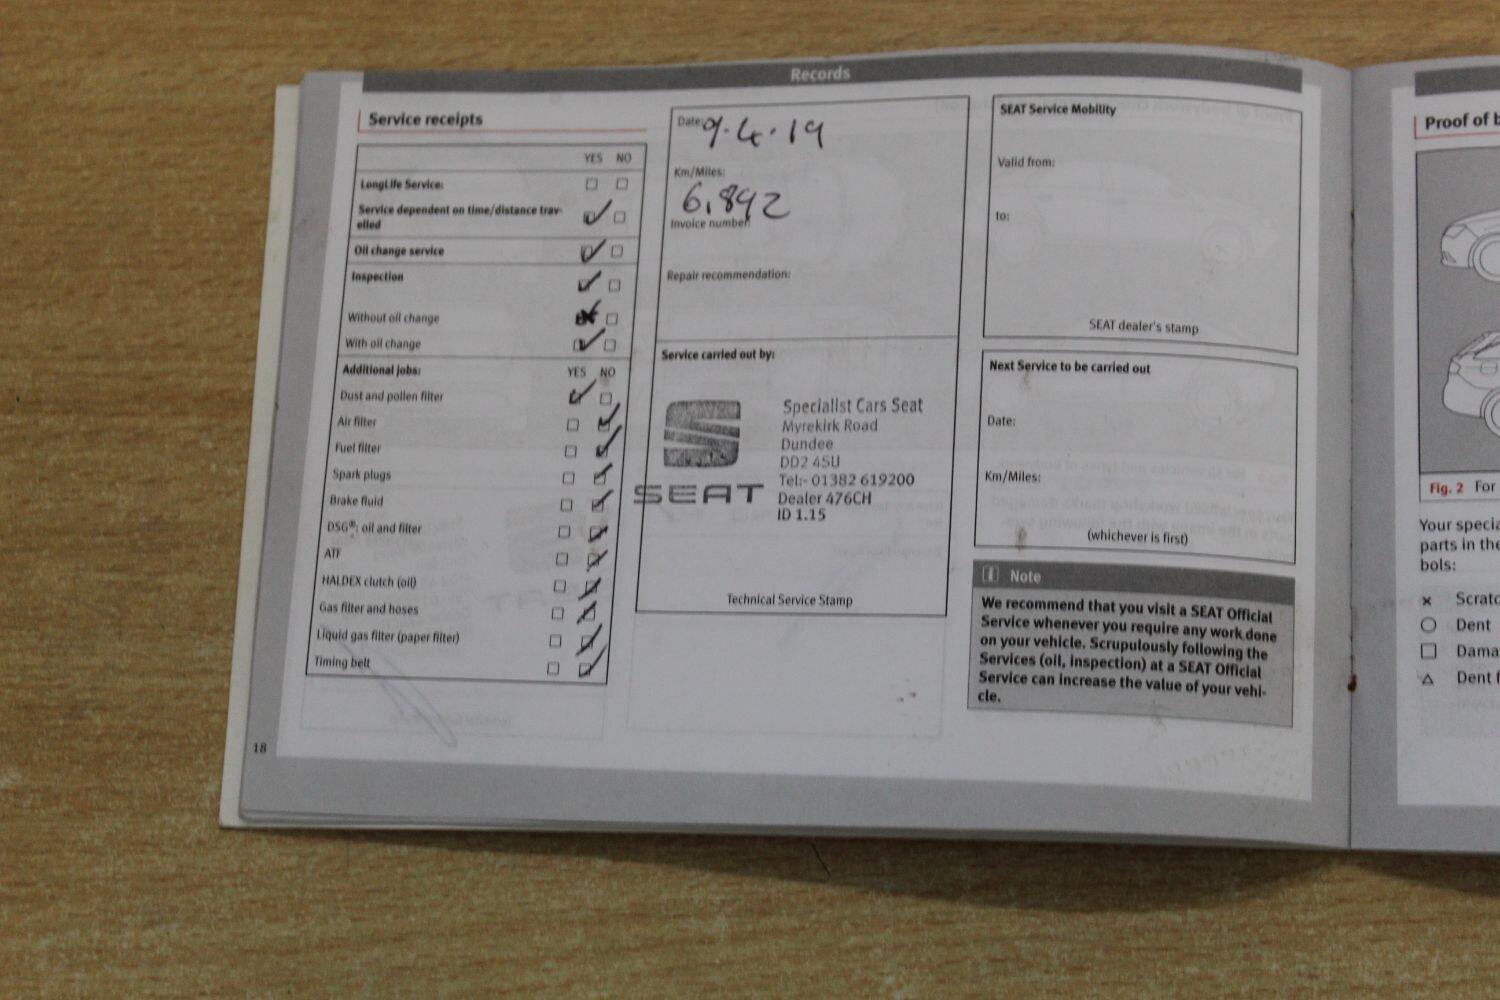 Records
Service receipts
YES NO
LongLife Service:
Service dependent on time/distance trav-
elled
Oil change service
Inspection
Without oil change
With oil change
Additional jobs: YES NO
Dust and pollen filter
Air filter
Fuel filter
Spark plugs
Brake fluid
DSG®: oil and filter
ATF
HALDEX clutch (oil)
Gas filter and hoses
Liquid gas filter (paper filter)
Timing belt
18
Date: 9.4.19
Km/Miles:
6,892
Invoice number:
Repair recommendation:
Service carried out by:
SEAT
Specialist Cars Seat
Myrekirk Road
Dundee
DD2 4SU
Tel:- 01382 619200
Dealer 476CH
ID 1.15
Technical Service Stamp
SEAT Service Mobility
Valid from:
to:
SEAT dealer's stamp
Next Service to be carried out
Date:
Km/Miles:
(whichever is first)
Note
We recommend that you visit a SEAT Official
Service whenever you require any work done
on your vehicle. Scrupulously following the
Services (oil, inspection) at a SEAT Official
Service can increase the value of your vehi-
cle.
Proof of b
Fig. 2 For
Your specia
parts in the
bols:
Scratc
Dent
Dama
Dent f